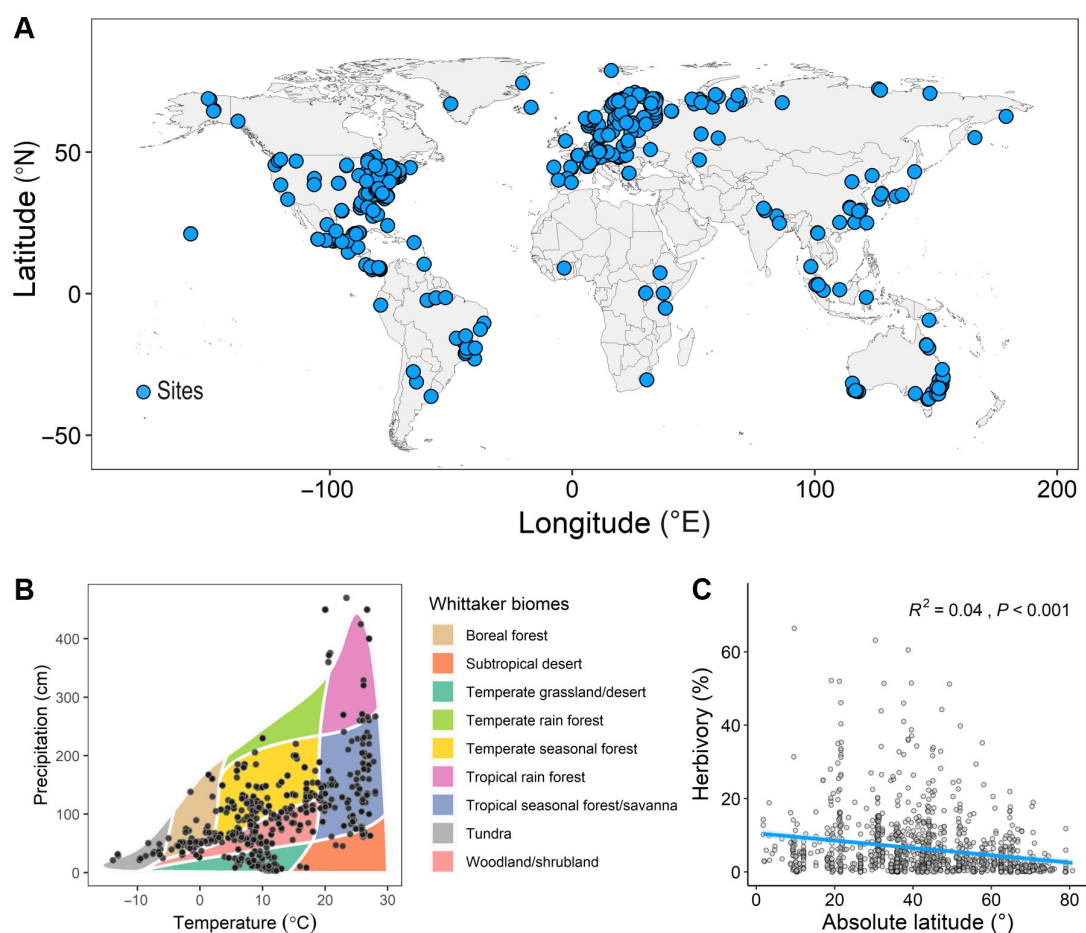 A
Latitude (°N)
50
0
−50
Sites
−100
0
100
200
Longitude (°E)
B
Precipitation (cm)
400
300
200
100
0
−10
0
10
20
30
Temperature (°C)
Whittaker biomes
Boreal forest
Subtropical desert
Temperate grassland/desert
Temperate rain forest
Temperate seasonal forest
Tropical rain forest
Tropical seasonal forest/savanna
Tundra
Woodland/shrubland
C
R² = 0.04 , P < 0.001
Herbivory (%)
60
40
20
0
0
20
40
60
80
Absolute latitude (°)